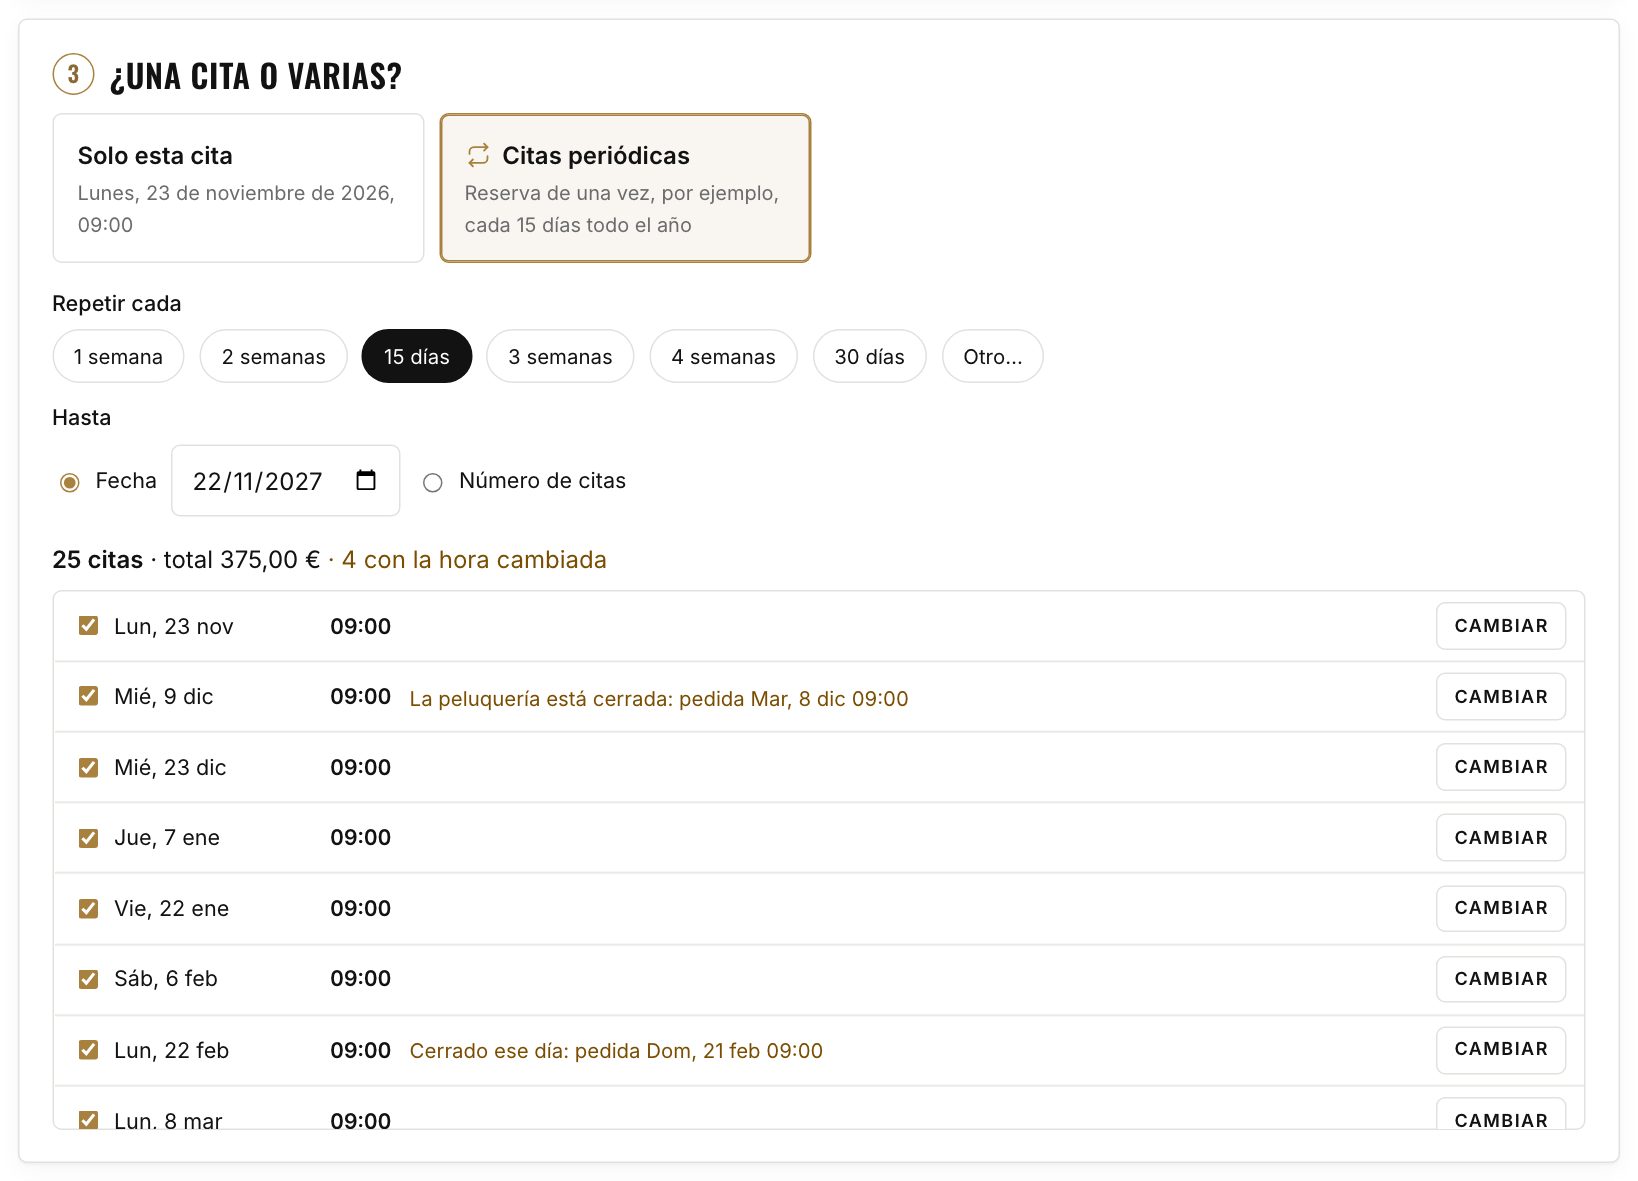 3 ¿UNA CITA O VARIAS?
Solo esta cita
Lunes, 23 de noviembre de 2026,
09:00
Citas periódicas
Reserva de una vez, por ejemplo,
cada 15 días todo el año
Repetir cada
1 semana 2 semanas 15 días 3 semanas 4 semanas 30 días Otro...
Hasta
Fecha 22/11/2027 Número de citas
25 citas · total 375,00 € · 4 con la hora cambiada
Lun, 23 nov 09:00 CAMBIAR
Mié, 9 dic 09:00 La peluquería está cerrada: pedida Mar, 8 dic 09:00 CAMBIAR
Mié, 23 dic 09:00 CAMBIAR
Jue, 7 ene 09:00 CAMBIAR
Vie, 22 ene 09:00 CAMBIAR
Sáb, 6 feb 09:00 CAMBIAR
Lun, 22 feb 09:00 Cerrado ese día: pedida Dom, 21 feb 09:00 CAMBIAR
Lun, 8 mar 09:00 CAMBIAR